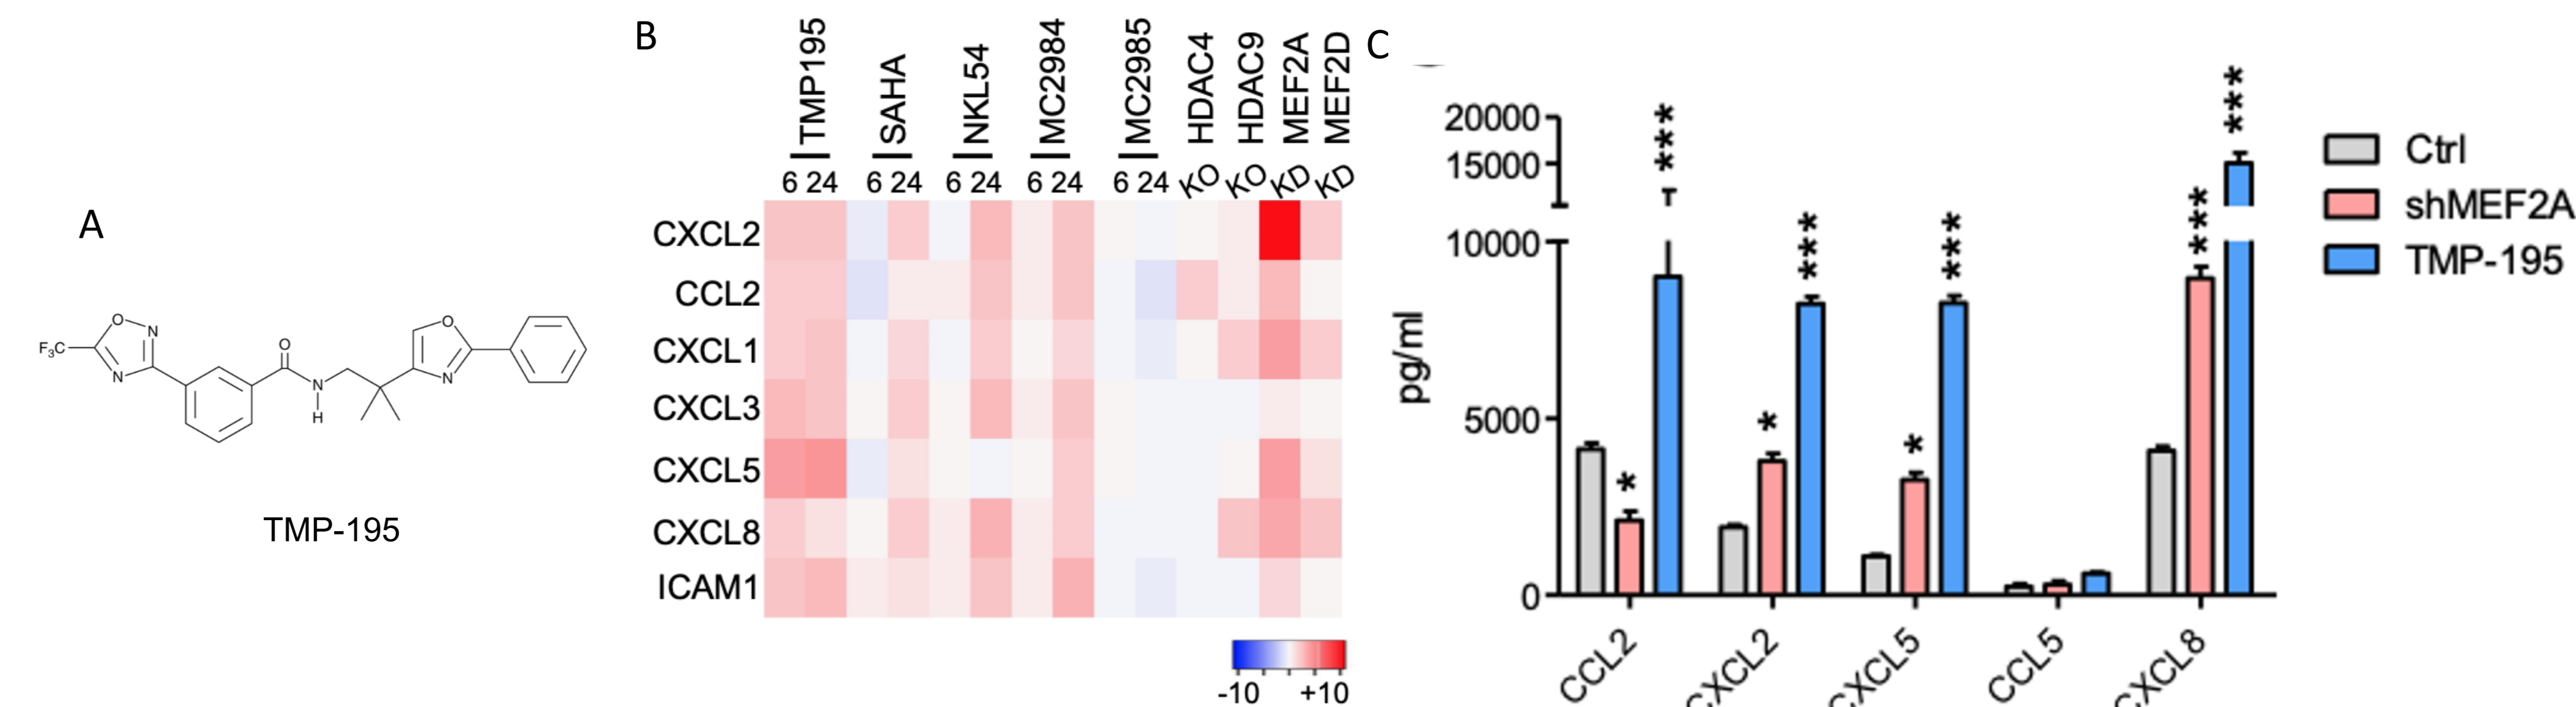 A
F3C
O
N
N
O
N
H
O
N
TMP-195
B
TMP195
SAHA
NKL54
MC2984
MC2985
HDAC4
HDAC9
MEF2A
MEF2D
6 24 6 24 6 24 6 24 6 24 KO KO KD KD
CXCL2
CCL2
CXCL1
CXCL3
CXCL5
CXCL8
ICAM1
-10 +10
C
pg/ml
20000
15000
10000
5000
0
***
*
*
***
*
***
***
***
CCL2
CXCL2
CXCL5
CCL5
CXCL8
Ctrl
shMEF2A
TMP-195